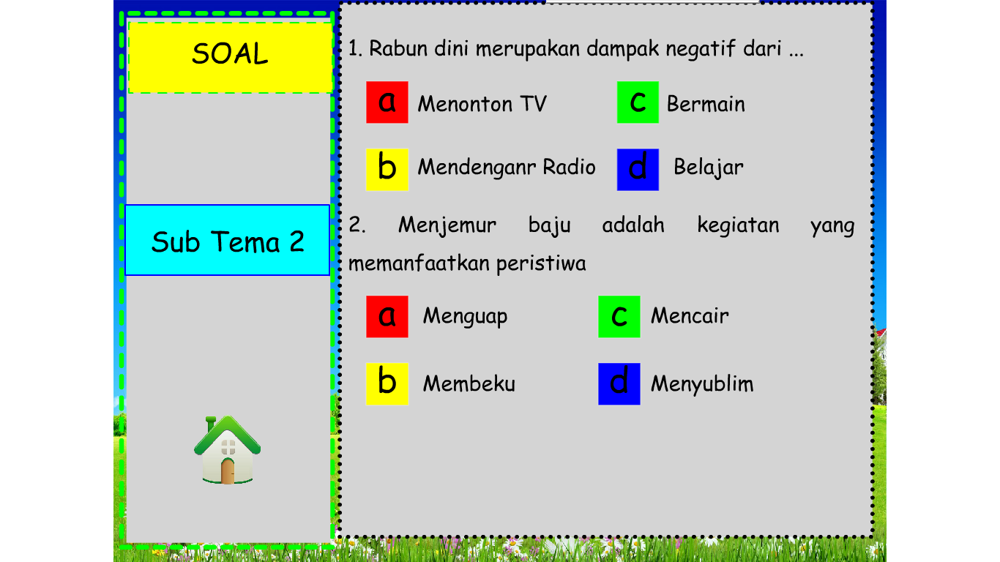 SOAL
Sub Tema 2
1. Rabun dini merupakan dampak negatif dari ...
a Menonton TV
c Bermain
b Mendenganr Radio
d Belajar
2. Menjemur baju adalah kegiatan yang
memanfaatkan peristiwa
a Menguap
c Mencair
b Membeku
d Menyublim